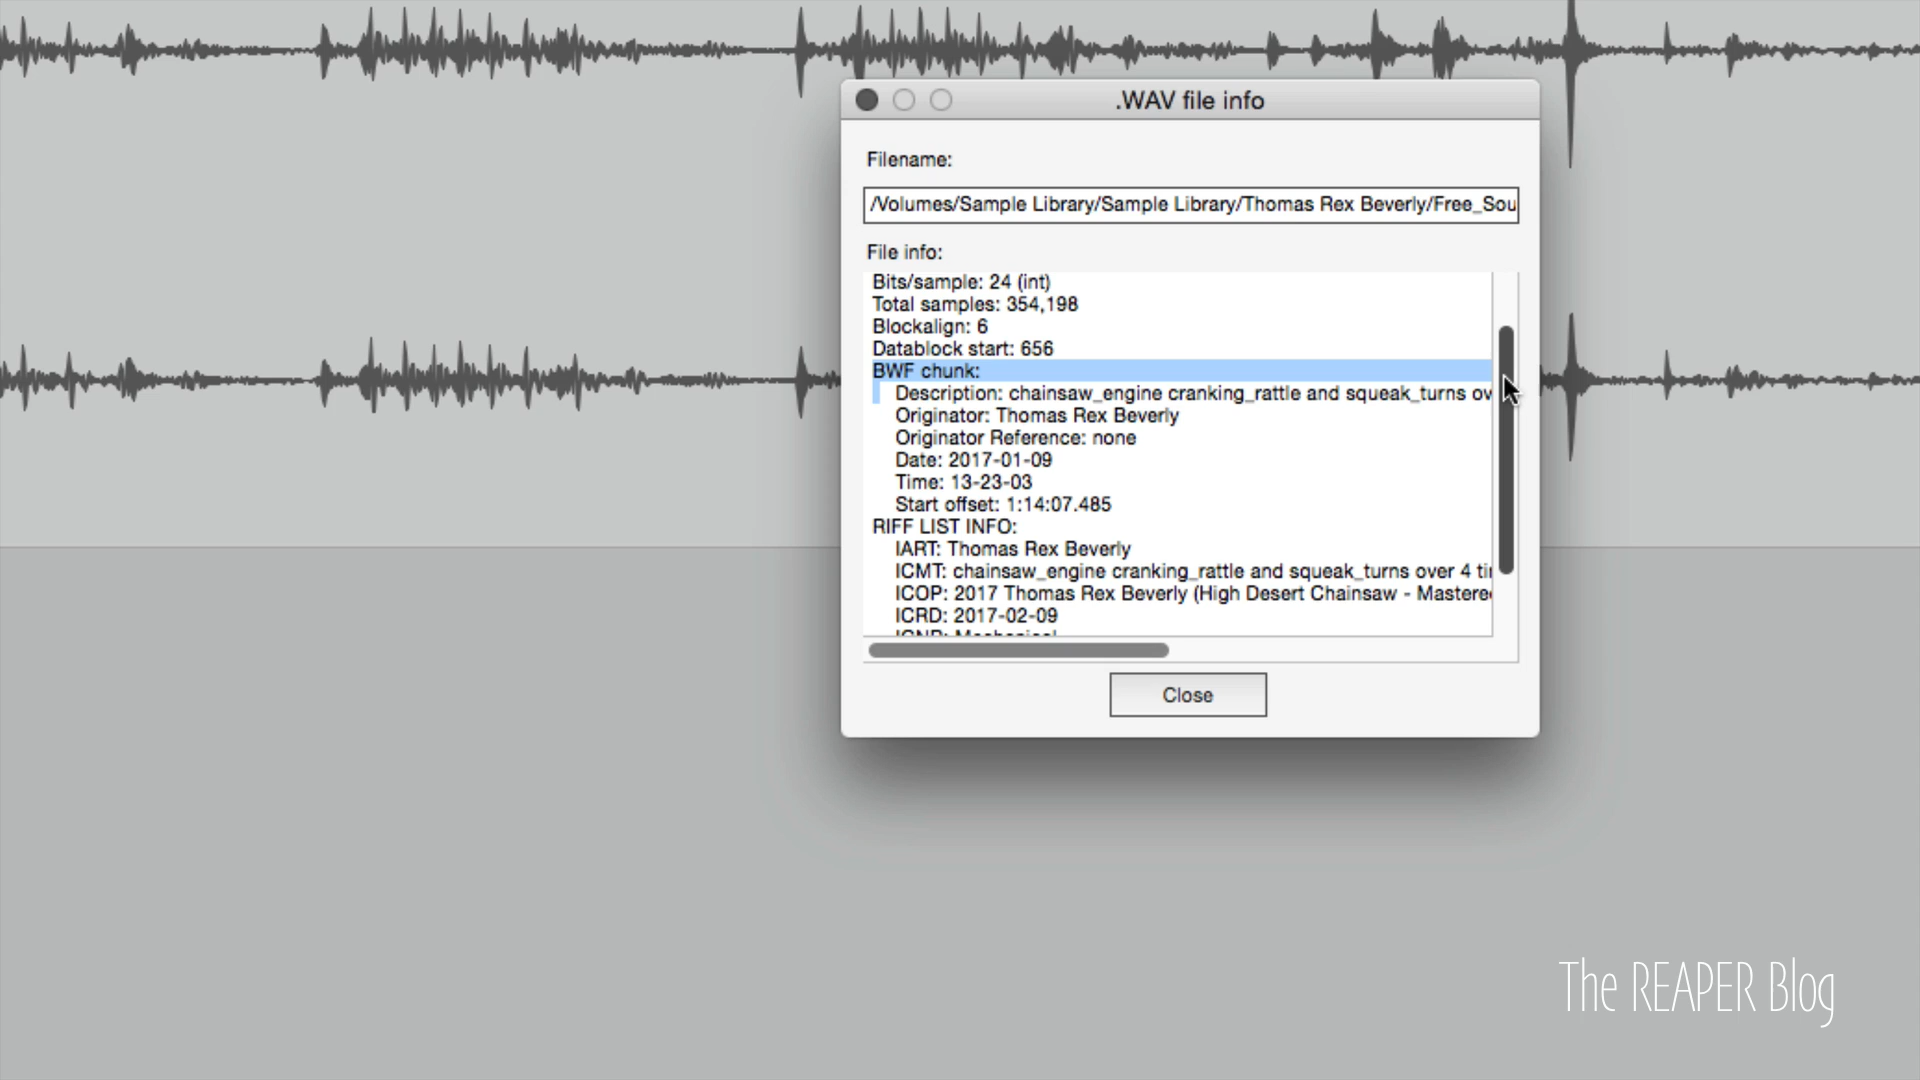 .WAV file info
Filename:
/Volumes/Sample Library/Sample Library/Thomas Rex Beverly/Free_Sou
File info:
Bits/sample: 24 (int)
Total samples: 354,198
Blockalign: 6
Datablock start: 656
BWF chunk:
Description: chainsaw_engine cranking_rattle and squeak_turns ov
Originator: Thomas Rex Beverly
Originator Reference: none
Date: 2017-01-09
Time: 13-23-03
Start offset: 1:14:07.485
RIFF LIST INFO:
IART: Thomas Rex Beverly
ICMT: chainsaw_engine cranking_rattle and squeak_turns over 4 ti
ICOP: 2017 Thomas Rex Beverly (High Desert Chainsaw - Mastere
ICRD: 2017-02-09
IGNR: Mechanical
Close
The REAPER Blog